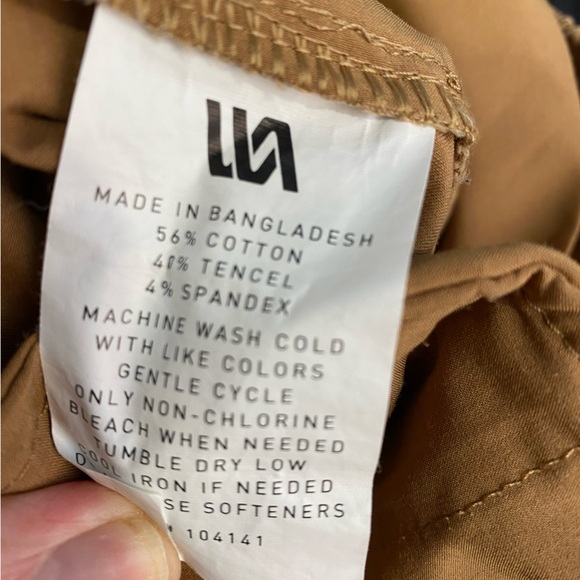 MADE IN BANGLADESH
56% COTTON
40% TENCEL
4% SPANDEX
MACHINE WASH COLD
WITH LIKE COLORS
GENTLE CYCLE
ONLY NON-CHLORINE
BLEACH WHEN NEEDED
TUMBLE DRY LOW
COOL IRON IF NEEDED
SOFTENERS
104141